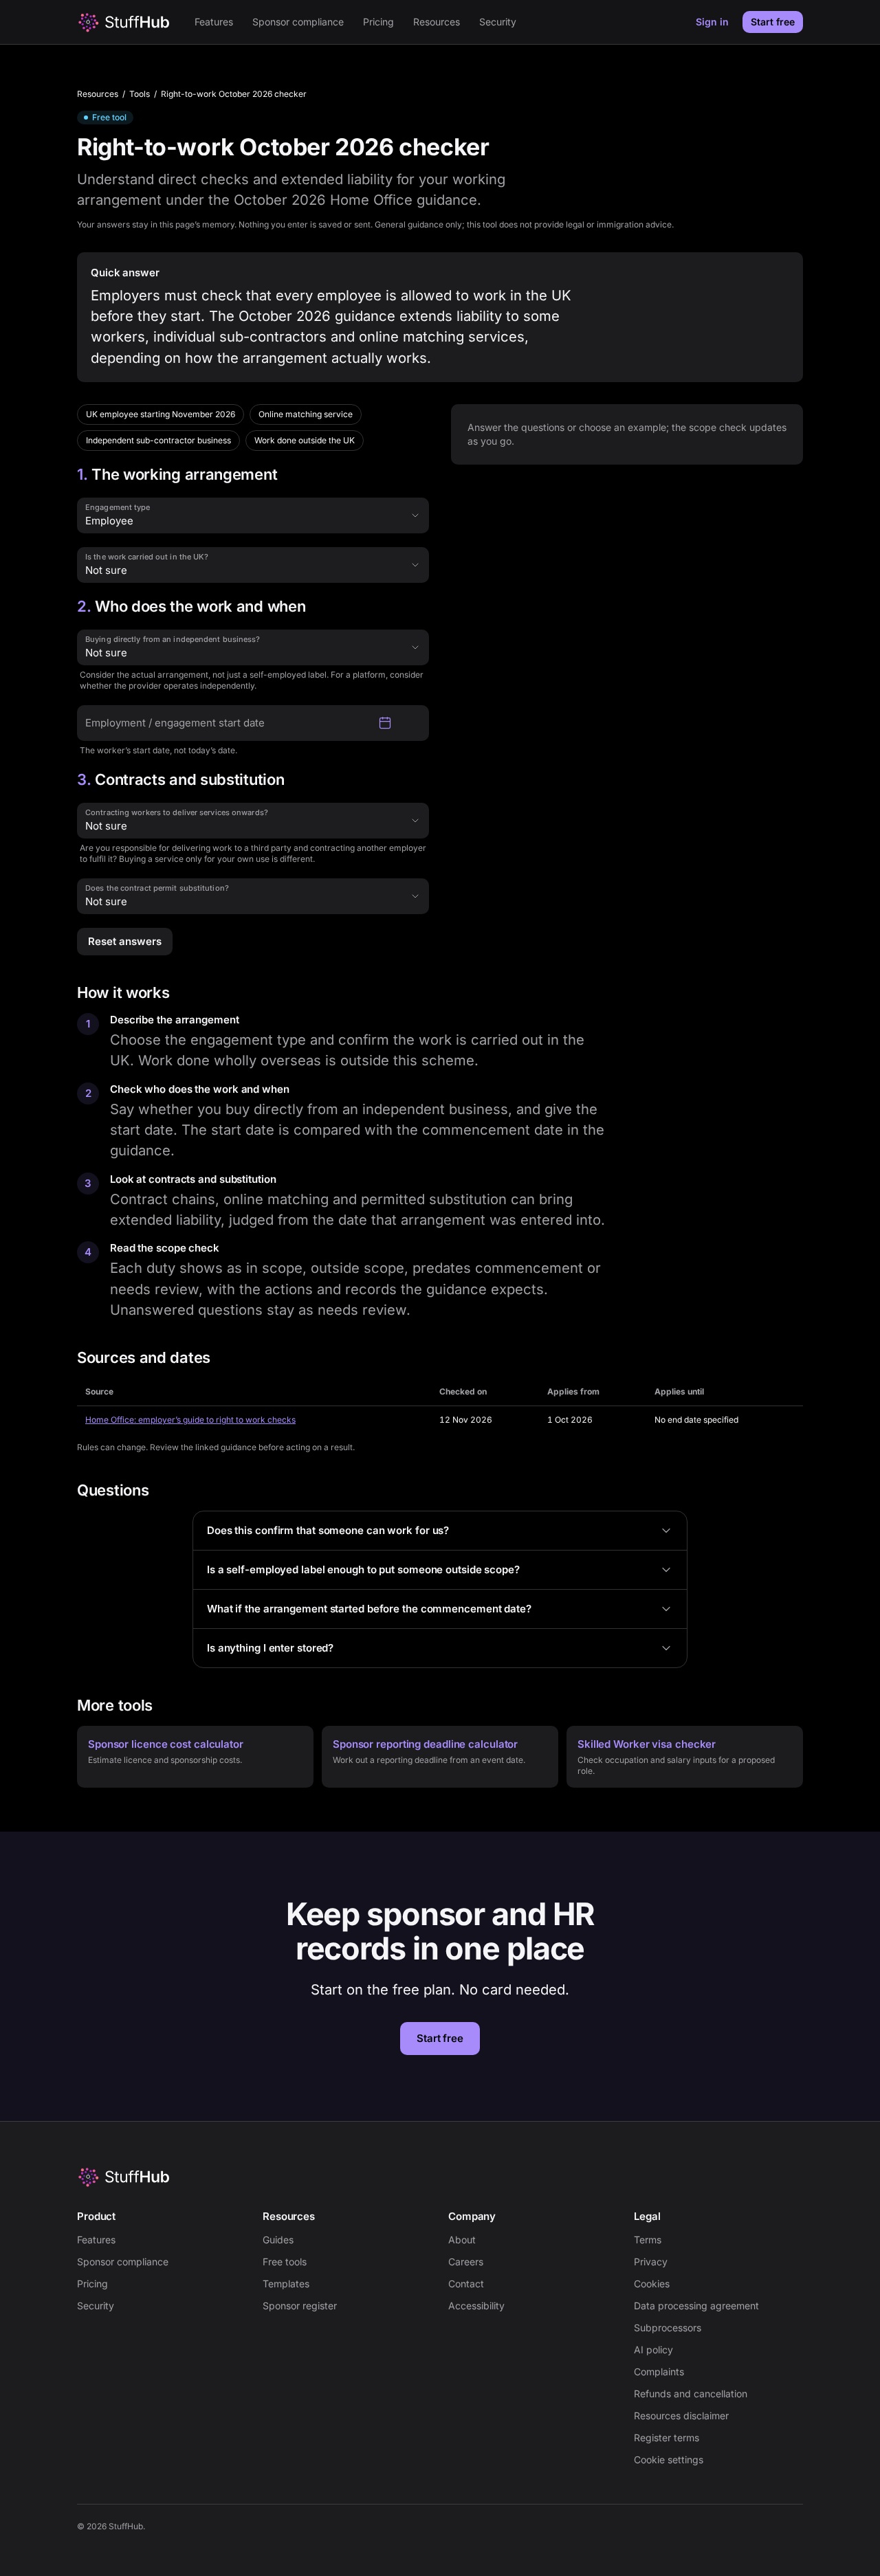 StuffHub
Features
Sponsor compliance
Pricing
Resources
Security
Sign in
Start free
Resources / Tools / Right-to-work October 2026 checker
Free tool
Right-to-work October 2026 checker
Understand direct checks and extended liability for your working
arrangement under the October 2026 Home Office guidance.
Your answers stay in this page's memory. Nothing you enter is saved or sent. General guidance only; this tool does not provide legal or immigration advice.
Quick answer
Employers must check that every employee is allowed to work in the UK
before they start. The October 2026 guidance extends liability to some
workers, individual sub-contractors and online matching services,
depending on how the arrangement actually works.
UK employee starting November 2026
Online matching service
Independent sub-contractor business
Work done outside the UK
Answer the questions or choose an example; the scope check updates
as you go.
1. The working arrangement
Engagement type
Employee
Is the work carried out in the UK?
Not sure
2. Who does the work and when
Buying directly from an independent business?
Not sure
Consider the actual arrangement, not just a self-employed label. For a platform, consider
whether the provider operates independently.
Employment / engagement start date
The worker's start date, not today's date.
3. Contracts and substitution
Contracting workers to deliver services onwards?
Not sure
Are you responsible for delivering work to a third party and contracting another employer
to fulfil it? Buying a service only for your own use is different.
Does the contract permit substitution?
Not sure
Reset answers
How it works
1
Describe the arrangement
Choose the engagement type and confirm the work is carried out in the
UK. Work done wholly overseas is outside this scheme.
2
Check who does the work and when
Say whether you buy directly from an independent business, and give the
start date. The start date is compared with the commencement date in the
guidance.
3
Look at contracts and substitution
Contract chains, online matching and permitted substitution can bring
extended liability, judged from the date that arrangement was entered into.
4
Read the scope check
Each duty shows as in scope, outside scope, predates commencement or
needs review, with the actions and records the guidance expects.
Unanswered questions stay as needs review.
Sources and dates
Source
Checked on
Applies from
Applies until
Home Office: employer's guide to right to work checks
12 Nov 2026
1 Oct 2026
No end date specified
Rules can change. Review the linked guidance before acting on a result.
Questions
Does this confirm that someone can work for us?
Is a self-employed label enough to put someone outside scope?
What if the arrangement started before the commencement date?
Is anything I enter stored?
More tools
Sponsor licence cost calculator
Estimate licence and sponsorship costs.
Sponsor reporting deadline calculator
Work out a reporting deadline from an event date.
Skilled Worker visa checker
Check occupation and salary inputs for a proposed
role.
Keep sponsor and HR
records in one place
Start on the free plan. No card needed.
Start free
StuffHub
Product
Features
Sponsor compliance
Pricing
Security
Resources
Guides
Free tools
Templates
Sponsor register
Company
About
Careers
Contact
Accessibility
Legal
Terms
Privacy
Cookies
Data processing agreement
Subprocessors
AI policy
Complaints
Refunds and cancellation
Resources disclaimer
Register terms
Cookie settings
© 2026 StuffHub.